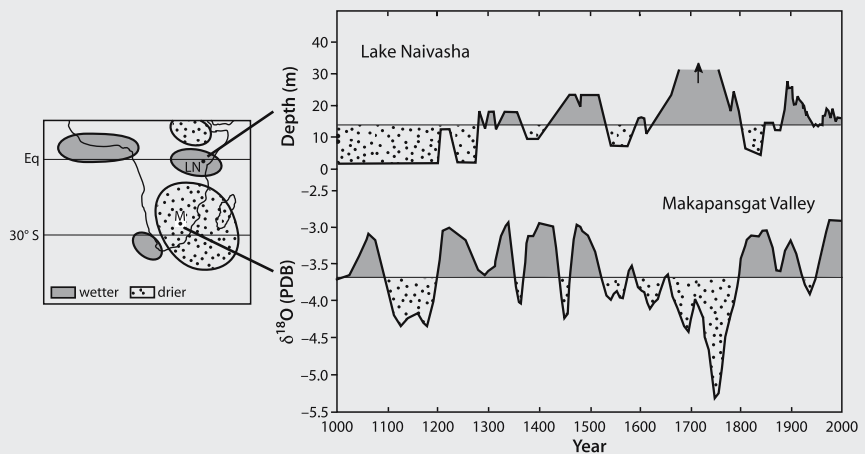 Eq
30° S
LN
M
wetter
drier
Lake Naivasha
Depth (m)
40
30
20
10
0
Makapansgat Valley
δ18O (PDB)
−2.5
−3.0
−3.5
−4.0
−4.5
−5.0
−5.5
1000 1100 1200 1300 1400 1500 1600 1700 1800 1900 2000
Year